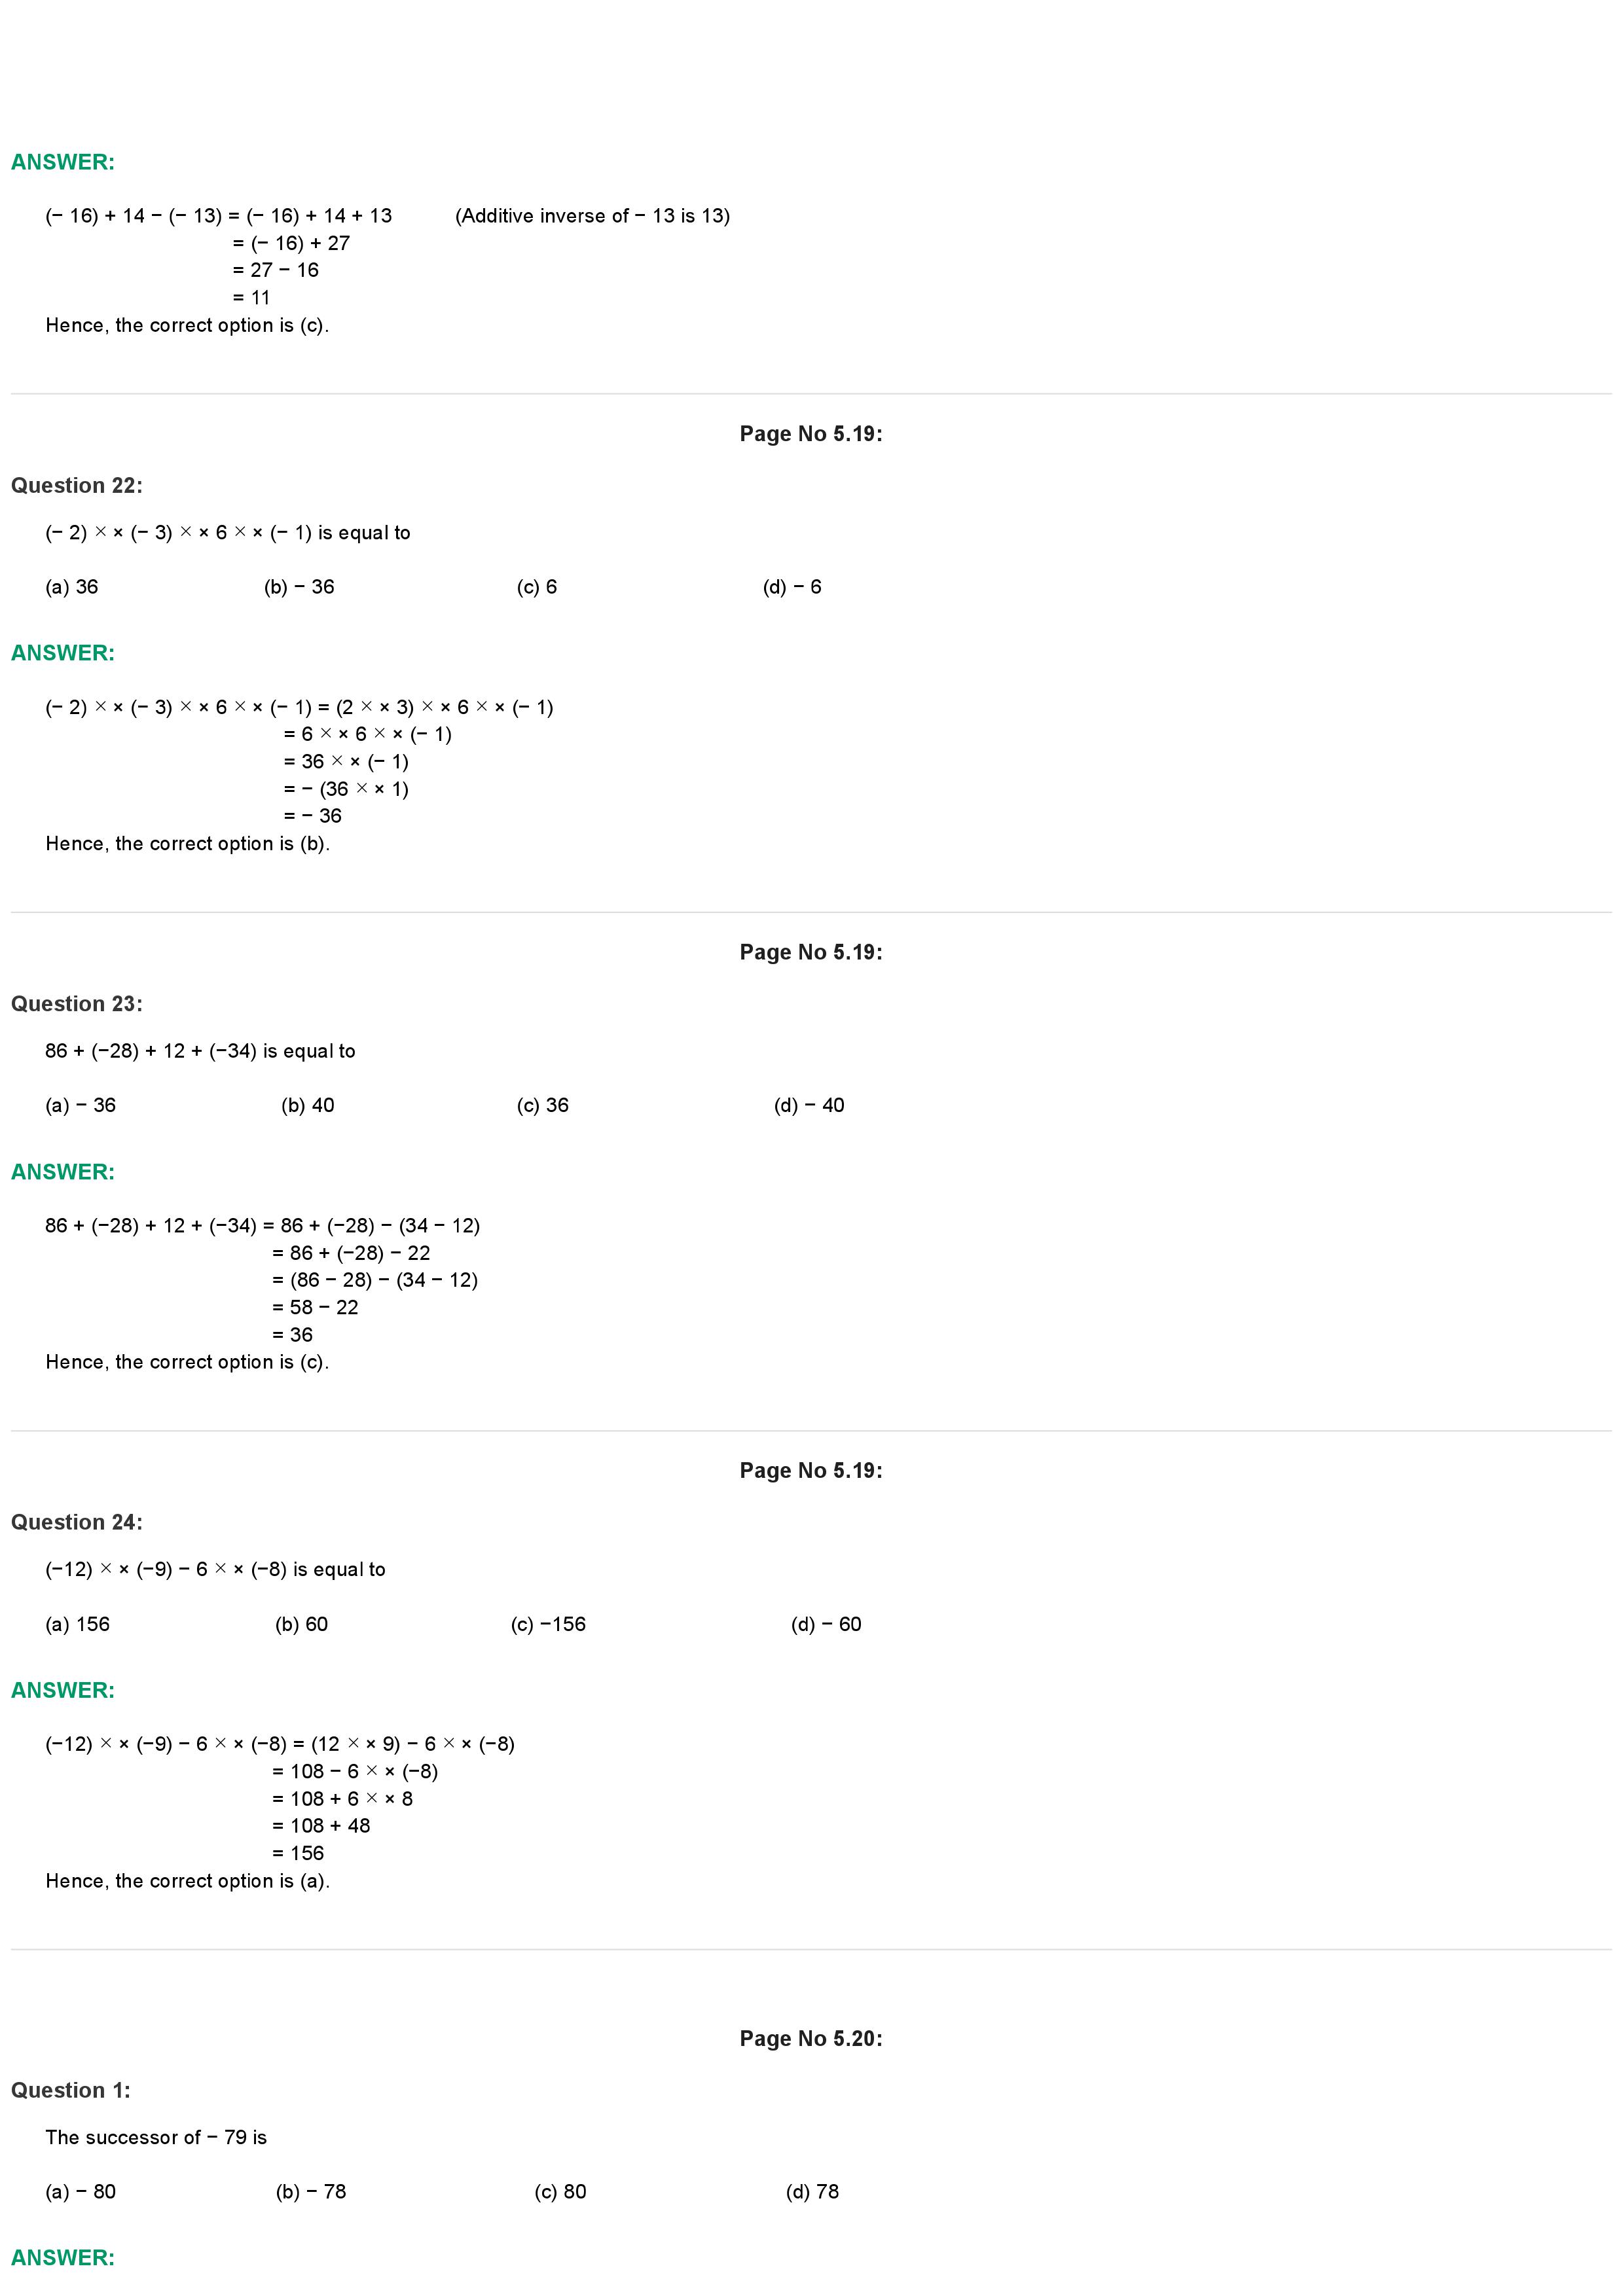 ANSWER:
(− 16) + 14 − (− 13) = (− 16) + 14 + 13 (Additive inverse of − 13 is 13)
= (− 16) + 27
= 27 − 16
= 11
Hence, the correct option is (c).
Page No 5.19:
Question 22:
(− 2) × × (− 3) × × 6 × × (− 1) is equal to
(a) 36 (b) − 36 (c) 6 (d) − 6
ANSWER:
(− 2) × × (− 3) × × 6 × × (− 1) = (2 × × 3) × × 6 × × (− 1)
= 6 × × 6 × × (− 1)
= 36 × × (− 1)
= − (36 × × 1)
= − 36
Hence, the correct option is (b).
Page No 5.19:
Question 23:
86 + (−28) + 12 + (−34) is equal to
(a) − 36 (b) 40 (c) 36 (d) − 40
ANSWER:
86 + (−28) + 12 + (−34) = 86 + (−28) − (34 − 12)
= 86 + (−28) − 22
= (86 − 28) − (34 − 12)
= 58 − 22
= 36
Hence, the correct option is (c).
Page No 5.19:
Question 24:
(−12) × × (−9) − 6 × × (−8) is equal to
(a) 156 (b) 60 (c) −156 (d) − 60
ANSWER:
(−12) × × (−9) − 6 × × (−8) = (12 × × 9) − 6 × × (−8)
= 108 − 6 × × (−8)
= 108 + 6 × × 8
= 108 + 48
= 156
Hence, the correct option is (a).
Page No 5.20:
Question 1:
The successor of − 79 is
(a) − 80 (b) − 78 (c) 80 (d) 78
ANSWER: